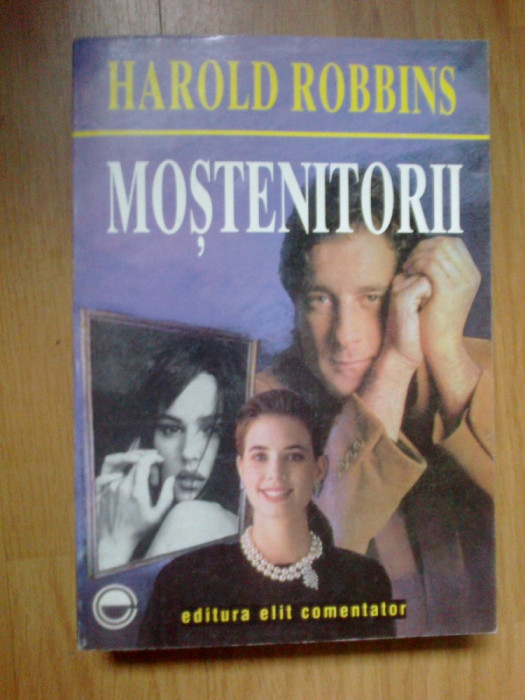 HAROLD ROBBINS
MOȘTENITORII
editura elit comentator